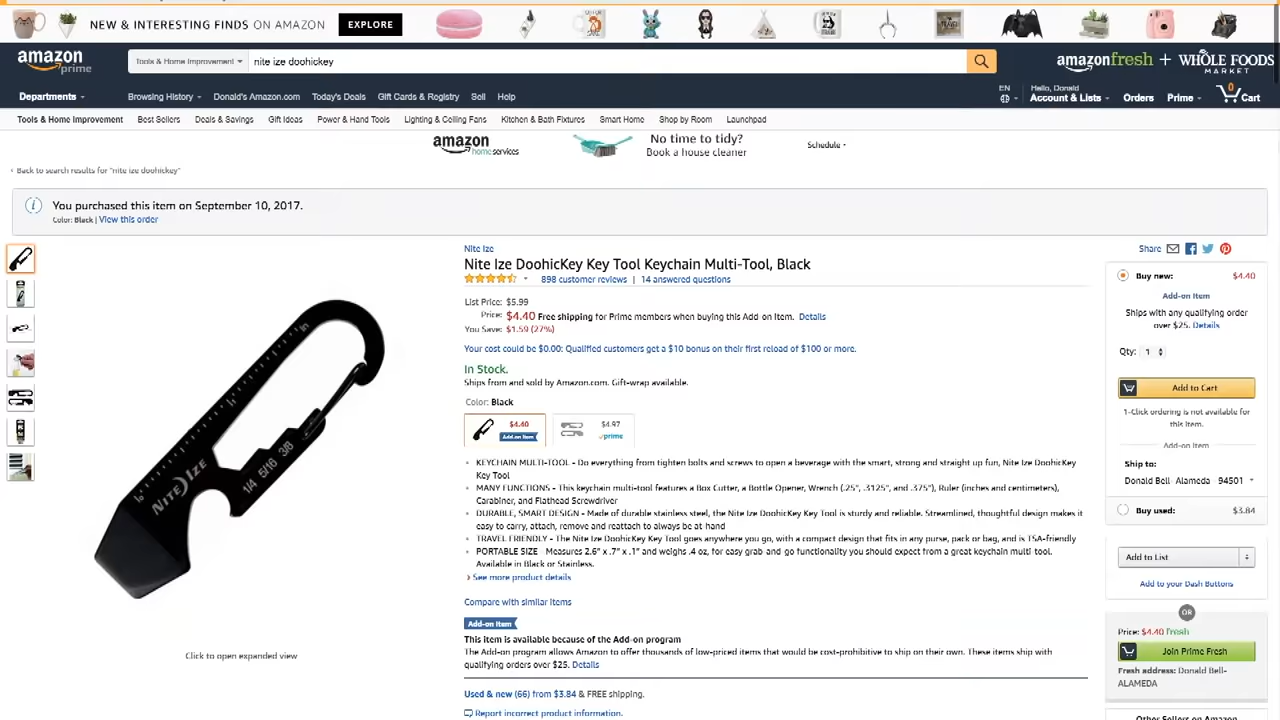 NEW & INTERESTING FINDS ON AMAZON EXPLORE
amazon prime
Tools & Home Improvement
nite ize doohickey
amazonfresh + WHOLE FOODS MARKET
Departments
Browsing History Donald's Amazon.com Today's Deals Gift Cards & Registry Sell Help
EN
Hello, Donald
Account & Lists Orders Prime 0 Cart
Tools & Home Improvement Best Sellers Deals & Savings Gift Ideas Power & Hand Tools Lighting & Ceiling Fans Kitchen & Bath Fixtures Smart Home Shop by Room Launchpad
amazon home services
No time to tidy?
Book a house cleaner
Schedule
‹ Back to search results for "nite ize doohickey"
You purchased this item on September 10, 2017.
Color: Black | View this order
NITE IZE
1/4 5/16 3/8
Click to open expanded view
Nite Ize
Nite Ize DoohicKey Key Tool Keychain Multi-Tool, Black
898 customer reviews | 14 answered questions
List Price: $5.99
Price: $4.40 Free shipping for Prime members when buying this Add-on Item. Details
You Save: $1.59 (27%)
Your cost could be $0.00: Qualified customers get a $10 bonus on their first reload of $100 or more.
In Stock.
Ships from and sold by Amazon.com. Gift-wrap available.
Color: Black
$4.40
Add-on Item
$4.97
prime
KEYCHAIN MULTI-TOOL - Do everything from tighten bolts and screws to open a beverage with the smart, strong and straight up fun, Nite Ize DoohicKey
Key Tool
MANY FUNCTIONS - This keychain multi-tool features a Box Cutter, a Bottle Opener, Wrench (.25", .3125", and .375"), Ruler (inches and centimeters),
Carabiner, and Flathead Screwdriver
DURABLE, SMART DESIGN - Made of durable stainless steel, the Nite Ize DoohicKey Key Tool is sturdy and reliable. Streamlined, thoughtful design makes it
easy to carry, attach, remove and reattach to always be at-hand
TRAVEL FRIENDLY - The Nite Ize DoohicKey Key Tool goes anywhere you go, with a compact design that fits in any purse, pack or bag, and is TSA-friendly
PORTABLE SIZE - Measures 2.6" x .7" x .1" and weighs .4 oz, for easy grab-and-go functionality you should expect from a great keychain multi-tool.
Available in Black or Stainless.
› See more product details
Compare with similar items
Add-on Item
This item is available because of the Add-on program
The Add-on program allows Amazon to offer thousands of low-priced items that would be cost-prohibitive to ship on their own. These items ship with
qualifying orders over $25. Details
Used & new (66) from $3.84 & FREE shipping.
Report incorrect product information.
Share
Buy new: $4.40
Add-on Item
Ships with any qualifying order
over $25. Details
Qty: 1
Add to Cart
1-Click ordering is not available for
this item.
Add-on Item
Ship to:
Donald Bell- Alameda - 94501
Buy used: $3.84
Add to List
Add to your Dash Buttons
OR
Price: $4.40 fresh
Join Prime Fresh
Fresh address: Donald Bell-
ALAMEDA
Other Sellers on Amazon